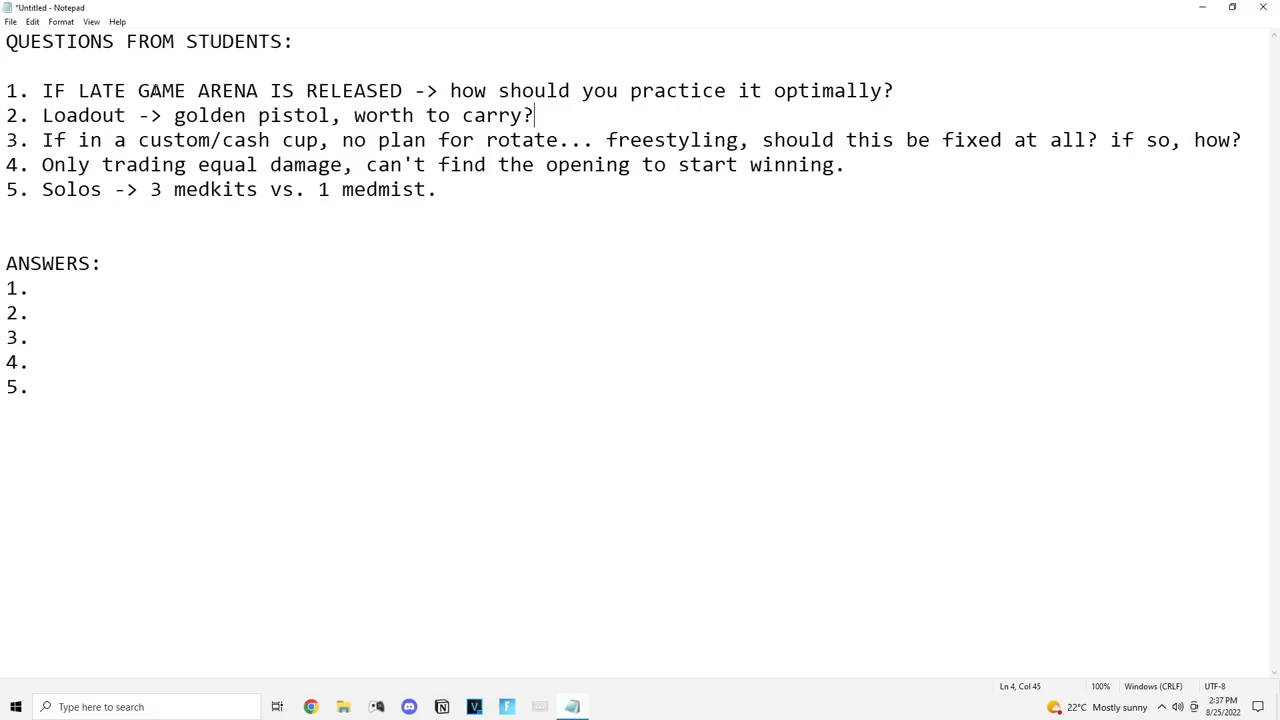 *Untitled - Notepad
File Edit Format View Help
QUESTIONS FROM STUDENTS:
1. IF LATE GAME ARENA IS RELEASED -> how should you practice it optimally?
2. Loadout -> golden pistol, worth to carry?
3. If in a custom/cash cup, no plan for rotate... freestyling, should this be fixed at all? if so, how?
4. Only trading equal damage, can't find the opening to start winning.
5. Solos -> 3 medkits vs. 1 medmist.
ANSWERS:
1.
2.
3.
4.
5.
Ln 4, Col 45 100% Windows (CRLF) UTF-8
Type here to search 22°C Mostly sunny 2:37 PM
8/25/2022